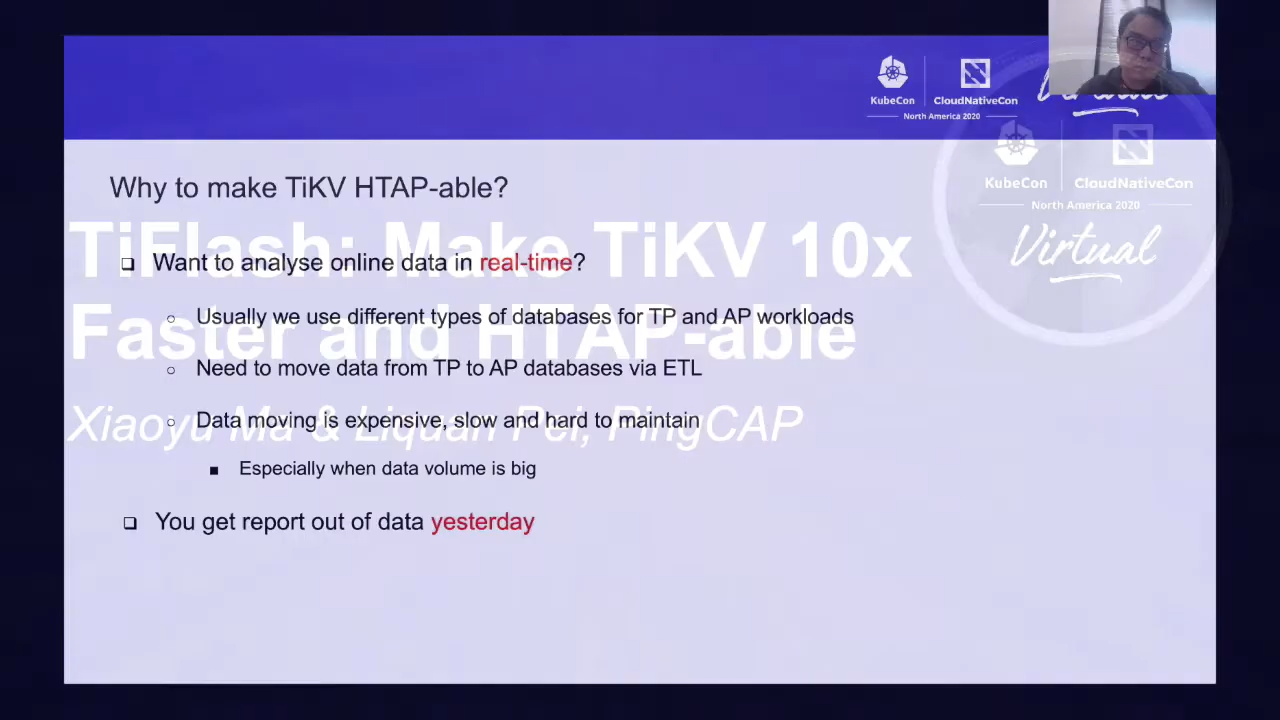 KubeCon
CloudNativeCon
North America 2020
Virtual
KubeCon
CloudNativeCon
North America 2020
Virtual
Why to make TiKV HTAP-able?
TiFlash: Make TiKV 10x
Faster and HTAP-able
Xiaoyu Ma & Liquan Pei, PingCAP
Want to analyse online data in real-time?
Usually we use different types of databases for TP and AP workloads
Need to move data from TP to AP databases via ETL
Data moving is expensive, slow and hard to maintain
Especially when data volume is big
You get report out of data yesterday